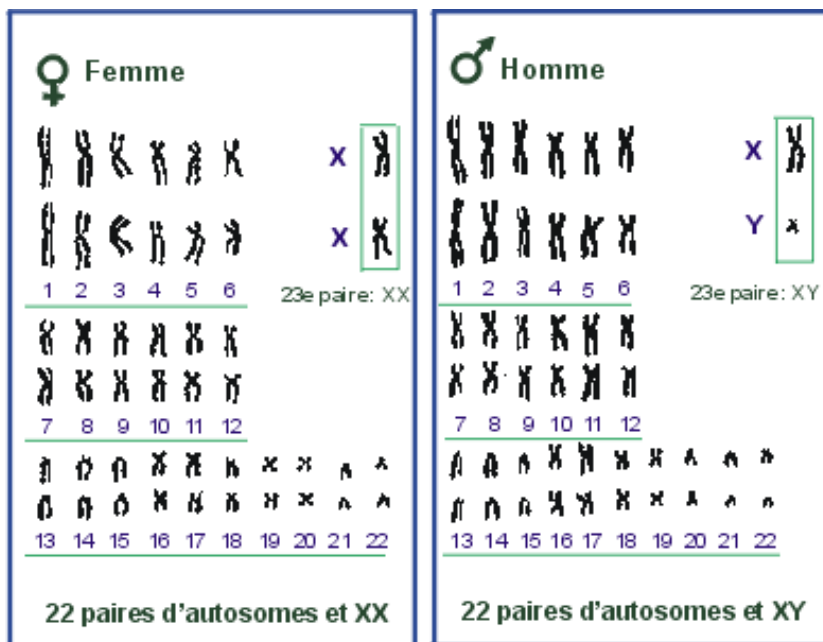 Femme
X
X
1 2 3 4 5 6
23e paire: XX
7 8 9 10 11 12
13 14 15 16 17 18 19 20 21 22
22 paires d'autosomes et XX
Homme
X
Y
1 2 3 4 5 6
23e paire: XY
7 8 9 10 11 12
13 14 15 16 17 18 19 20 21 22
22 paires d'autosomes et XY